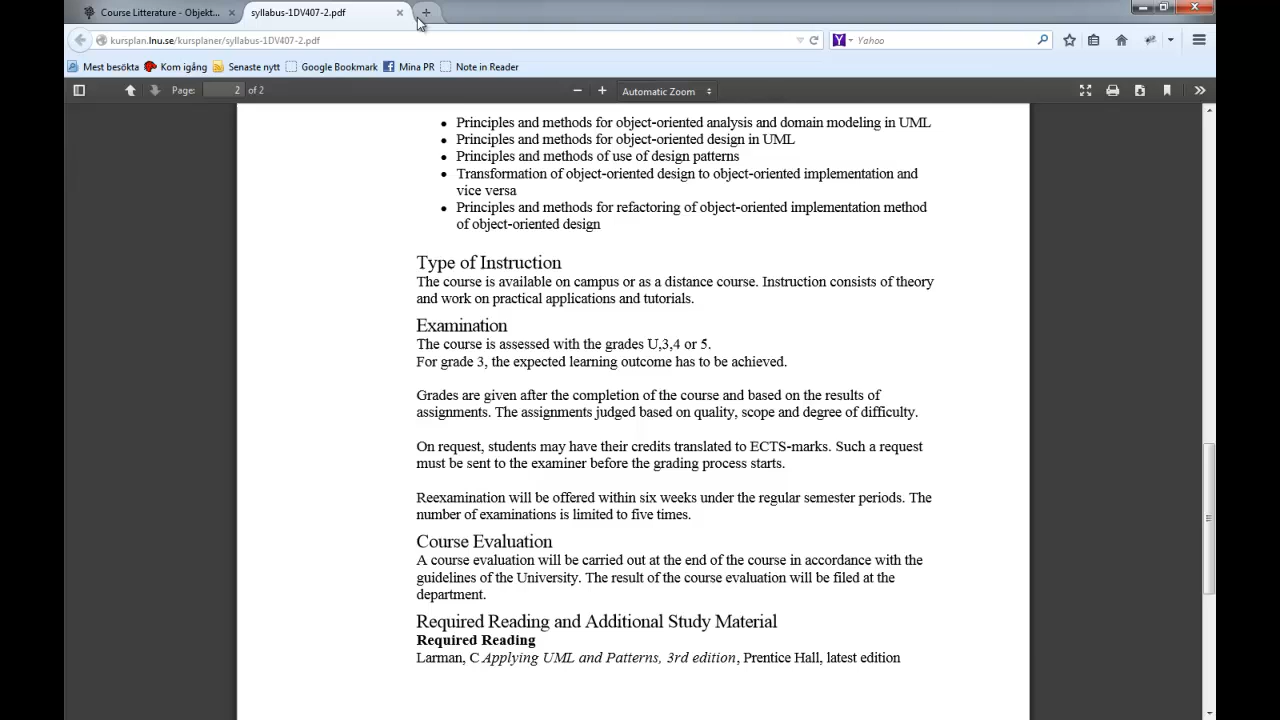 Course Litterature - Objekt...
syllabus-1DV407-2.pdf
kursplan.lnu.se/kursplaner/syllabus-1DV407-2.pdf
Yahoo
Mest besökta Kom igång Senaste nytt Google Bookmark Mina PR Note in Reader
Page: 2 of 2
Automatic Zoom
• Principles and methods for object-oriented analysis and domain modeling in UML
• Principles and methods for object-oriented design in UML
• Principles and methods of use of design patterns
• Transformation of object-oriented design to object-oriented implementation and
vice versa
• Principles and methods for refactoring of object-oriented implementation method
of object-oriented design
Type of Instruction
The course is available on campus or as a distance course. Instruction consists of theory
and work on practical applications and tutorials.
Examination
The course is assessed with the grades U,3,4 or 5.
For grade 3, the expected learning outcome has to be achieved.
Grades are given after the completion of the course and based on the results of
assignments. The assignments judged based on quality, scope and degree of difficulty.
On request, students may have their credits translated to ECTS-marks. Such a request
must be sent to the examiner before the grading process starts.
Reexamination will be offered within six weeks under the regular semester periods. The
number of examinations is limited to five times.
Course Evaluation
A course evaluation will be carried out at the end of the course in accordance with the
guidelines of the University. The result of the course evaluation will be filed at the
department.
Required Reading and Additional Study Material
Required Reading
Larman, C Applying UML and Patterns, 3rd edition, Prentice Hall, latest edition